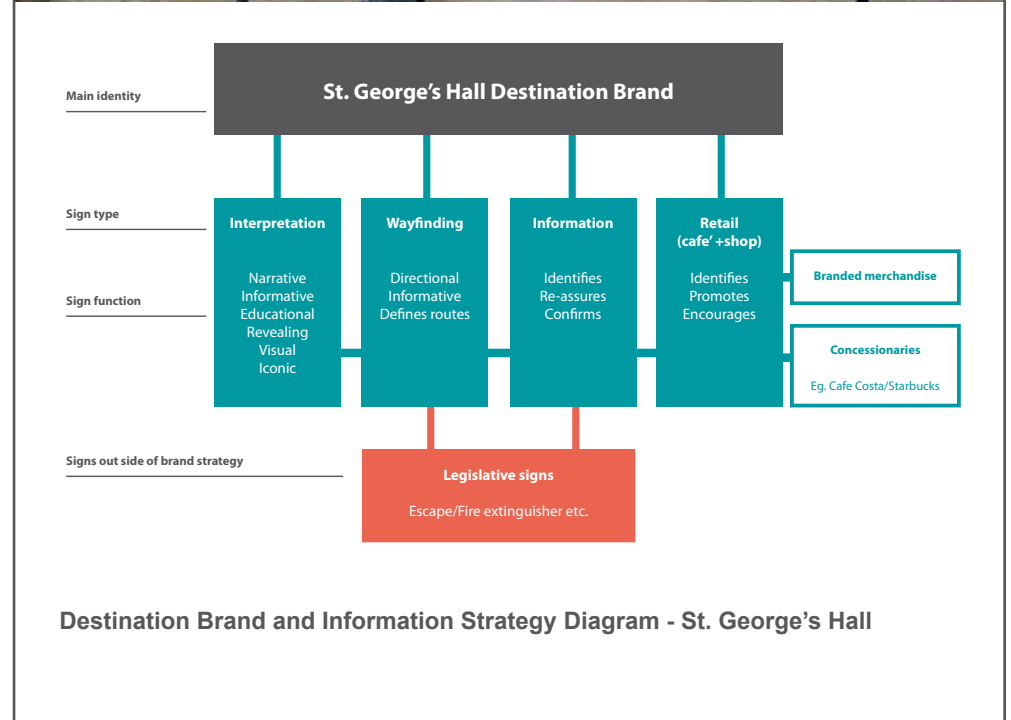 Main identity
St. George's Hall Destination Brand
Sign type
Interpretation
Wayfinding
Information
Retail
(cafe' +shop)
Sign function
Narrative
Informative
Educational
Revealing
Visual
Iconic
Directional
Informative
Defines routes
Identifies
Re-assures
Confirms
Identifies
Promotes
Encourages
Branded merchandise
Concessionaries
Eg. Cafe Costa/Starbucks
Signs out side of brand strategy
Legislative signs
Escape/Fire extinguisher etc.
Destination Brand and Information Strategy Diagram - St. George's Hall